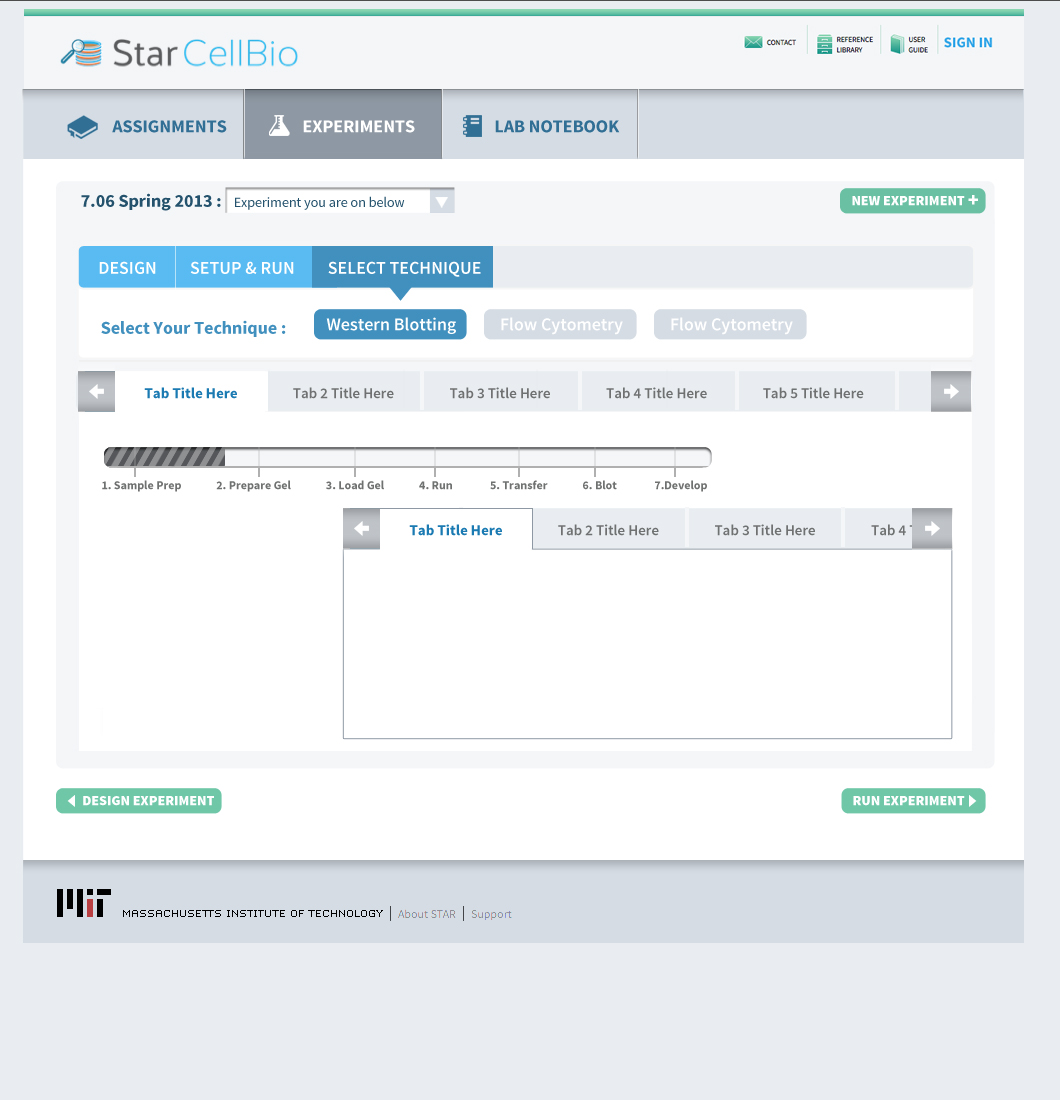 Star CellBio
CONTACT
REFERENCE
LIBRARY
USER
GUIDE
SIGN IN
ASSIGNMENTS
EXPERIMENTS
LAB NOTEBOOK
7.06 Spring 2013 :
Experiment you are on below
NEW EXPERIMENT +
DESIGN
SETUP & RUN
SELECT TECHNIQUE
Select Your Technique :
Western Blotting
Flow Cytometry
Flow Cytometry
Tab Title Here
Tab 2 Title Here
Tab 3 Title Here
Tab 4 Title Here
Tab 5 Title Here
1. Sample Prep
2. Prepare Gel
3. Load Gel
4. Run
5. Transfer
6. Blot
7.Develop
Tab Title Here
Tab 2 Title Here
Tab 3 Title Here
Tab 4
DESIGN EXPERIMENT
RUN EXPERIMENT
MIT
MASSACHUSETTS INSTITUTE OF TECHNOLOGY
About STAR
Support